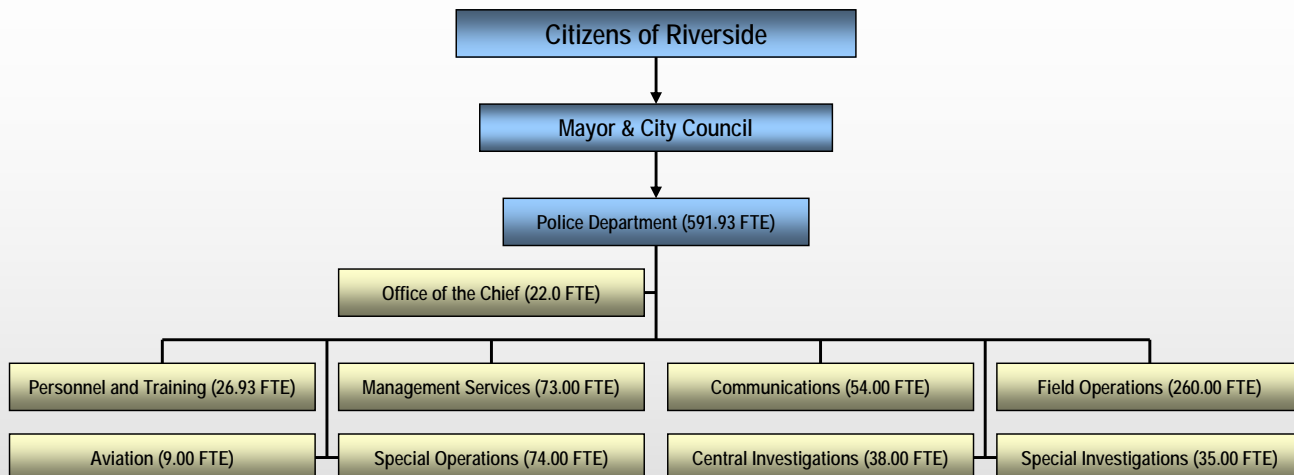 Citizens of Riverside
Mayor & City Council
Police Department (591.93 FTE)
Office of the Chief (22.0 FTE)
Personnel and Training (26.93 FTE)
Management Services (73.00 FTE)
Communications (54.00 FTE)
Field Operations (260.00 FTE)
Aviation (9.00 FTE)
Special Operations (74.00 FTE)
Central Investigations (38.00 FTE)
Special Investigations (35.00 FTE)